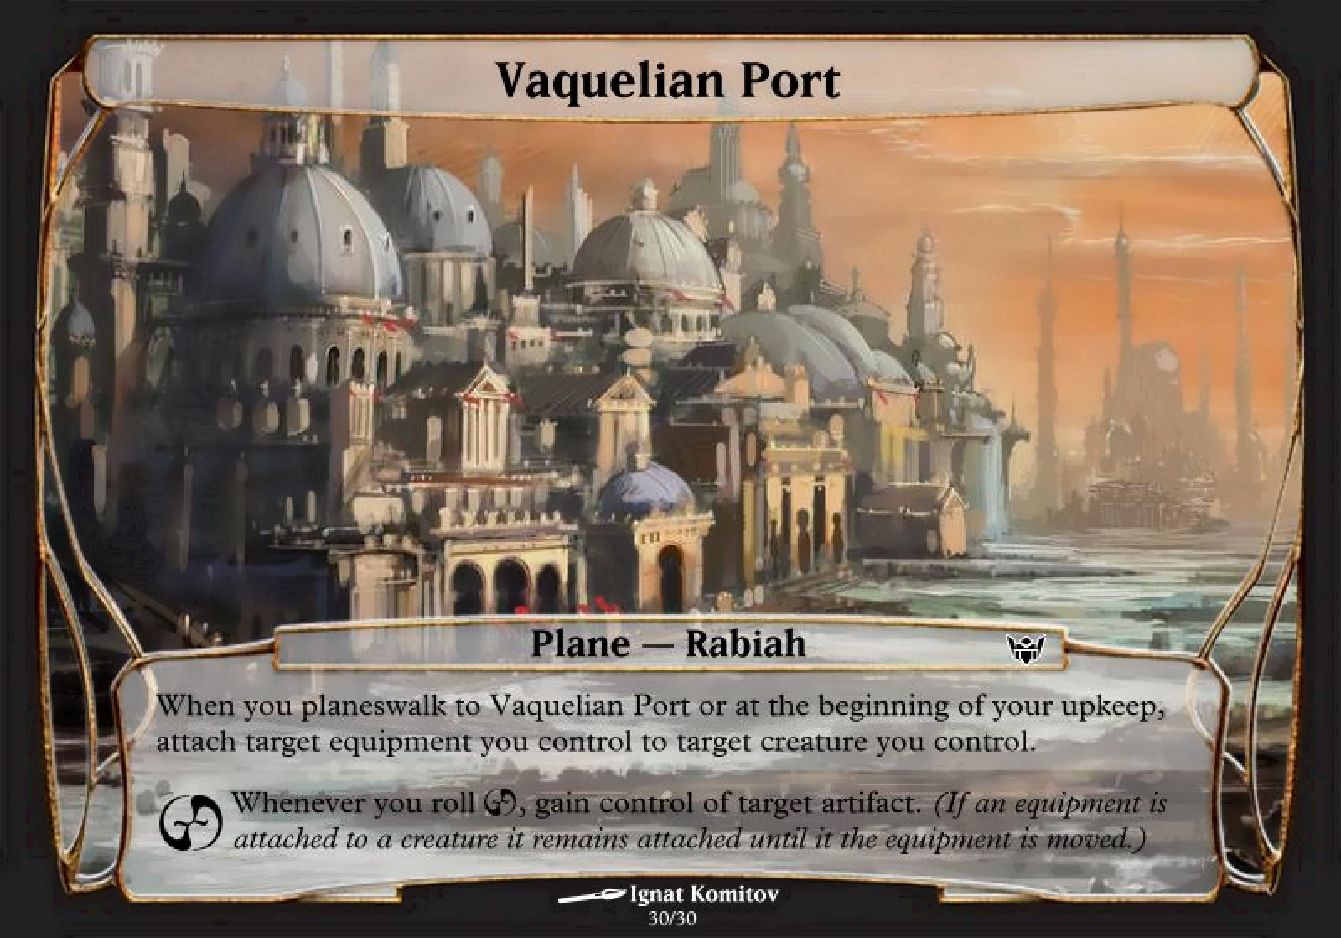 Vaquelian Port
Plane — Rabiah
When you planeswalk to Vaquelian Port or at the beginning of your upkeep,
attach target equipment you control to target creature you control.
Whenever you roll , gain control of target artifact. (If an equipment is
attached to a creature it remains attached until it the equipment is moved.)
Ignat Komitov
30/30